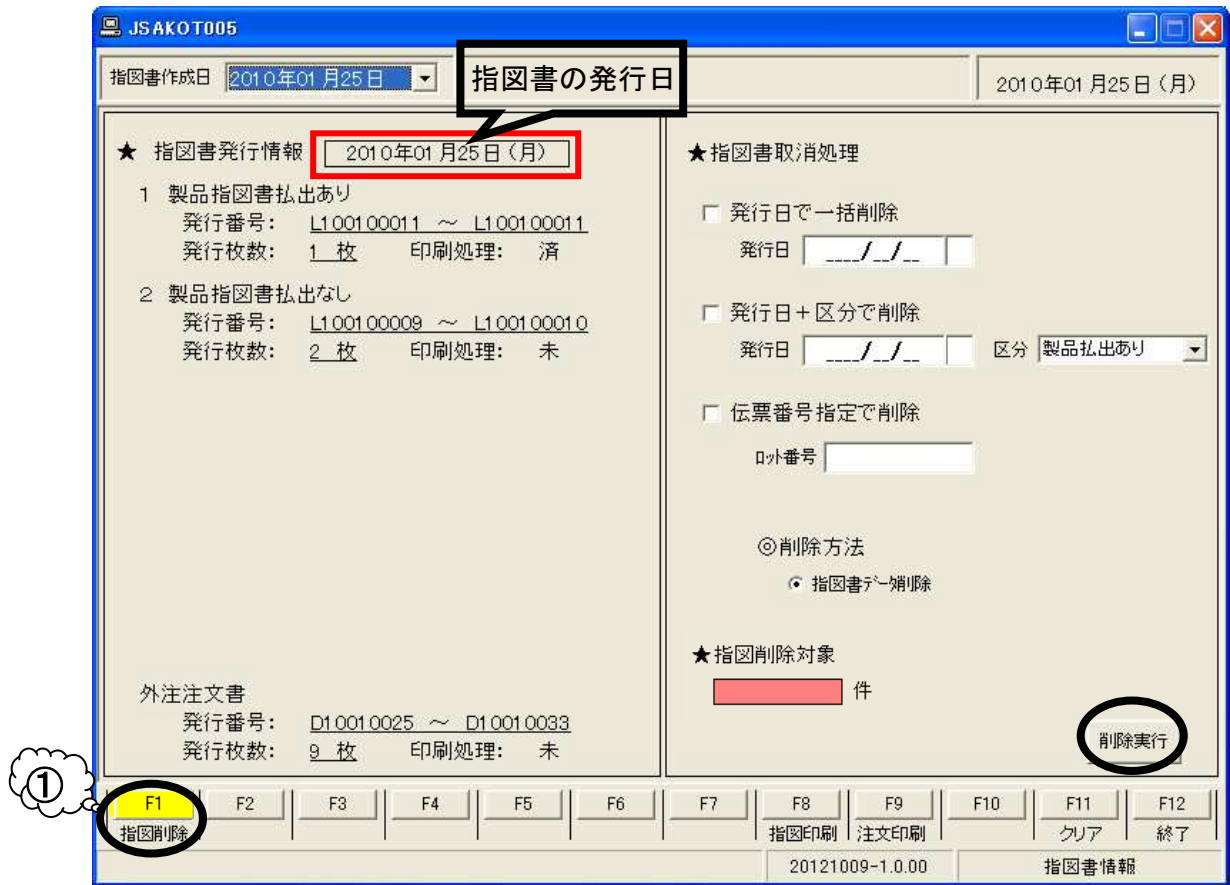 JSAKOT005
指図書作成日 2010年01月25日
指図書の発行日
2010年01月25日（月）
★ 指図書発行情報 2010年01月25日（月）
1 製品指図書払出あり
発行番号： L100100011 ～ L100100011
発行枚数： 1 枚 印刷処理： 済
2 製品指図書払出なし
発行番号： L100100009 ～ L100100010
発行枚数： 2 枚 印刷処理： 未
外注注文書
発行番号： D10010025 ～ D10010033
発行枚数： 9 枚 印刷処理： 未
★指図書取消処理
発行日で一括削除
発行日 ____/__/__
発行日＋区分で削除
発行日 ____/__/__ 区分 製品払出あり
伝票番号指定で削除
ﾛｯﾄ番号
◎削除方法
指図書ﾃﾞｰﾀ削除
★指図削除対象
件
削除実行
①
F1 F2 F3 F4 F5 F6 F7 F8 F9 F10 F11 F12
指図削除 指図印刷 注文印刷 クリア 終了
20121009-1.0.00 指図書情報